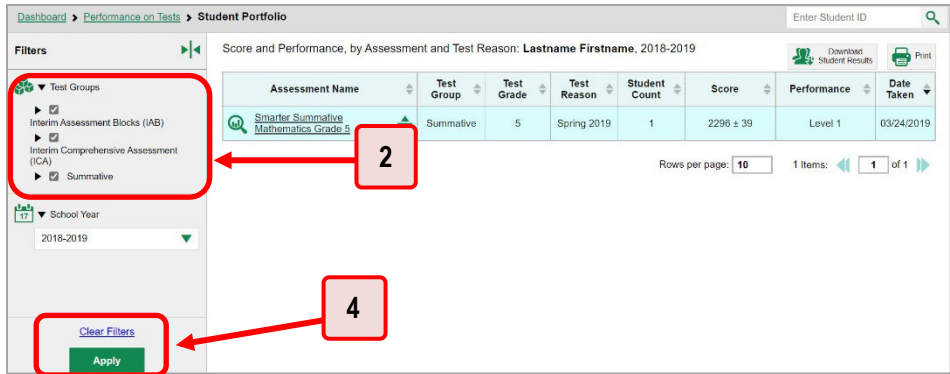 Dashboard > Performance on Tests > Student Portfolio
Enter Student ID
Filters
Score and Performance, by Assessment and Test Reason: Lastname Firstname, 2018-2019
Download
Student Results
Print
Test Groups
Interim Assessment Blocks (IAB)
Interim Comprehensive Assessment
(ICA)
Summative
17
School Year
2018-2019
Clear Filters
Apply
Assessment Name
Test
Group
Test
Grade
Test
Reason
Student
Count
Score
Performance
Date
Taken
Smarter Summative
Mathematics Grade 5
Summative
5
Spring 2019
1
2296 ± 39
Level 1
03/24/2019
Rows per page: 10
1 Items: 1 of 1
2
4